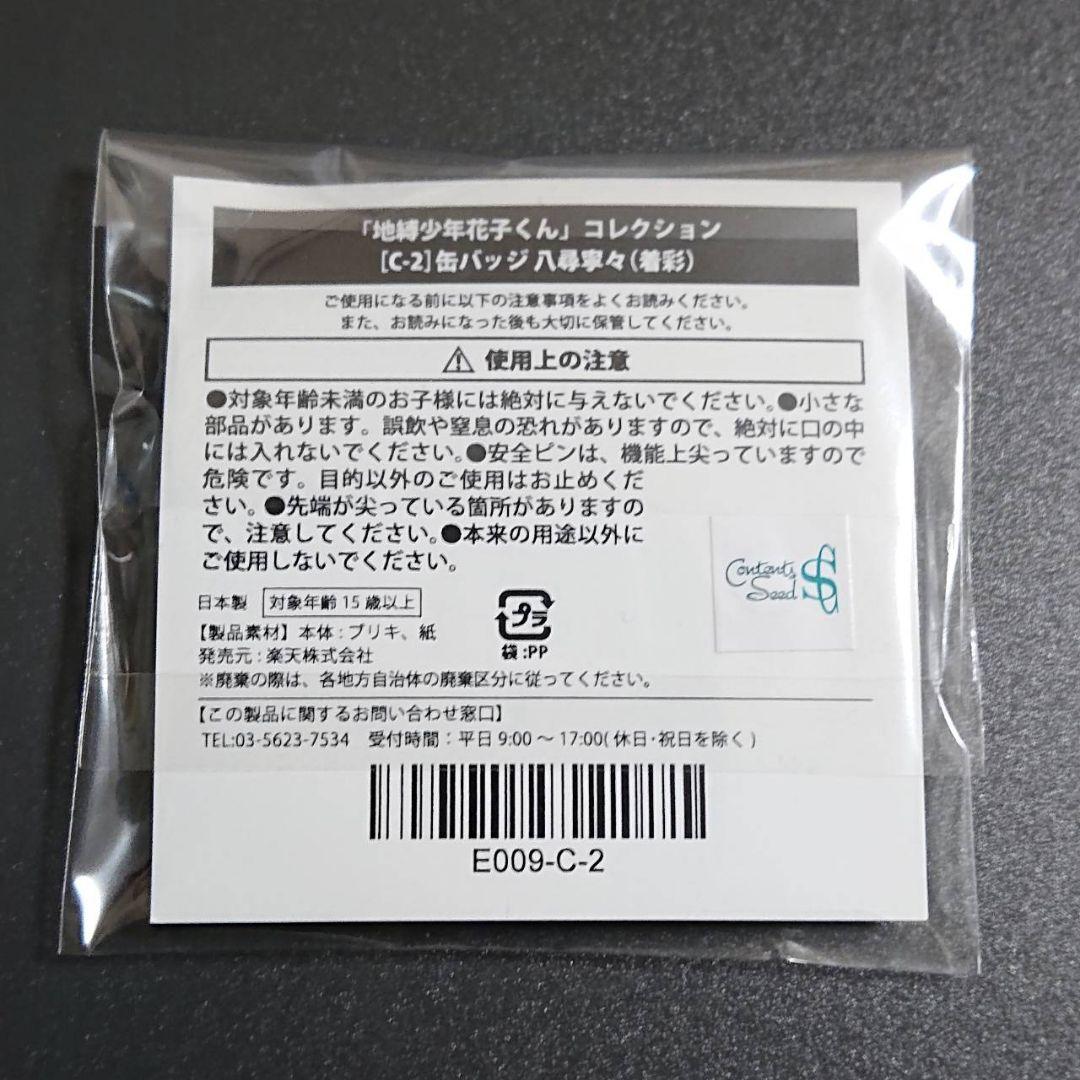 「地縛少年花子くん」コレクション
[C-2]缶バッジ 八尋寧々(着彩)
ご使用になる前に以下の注意事項をよくお読みください。
また、お読みになった後も大切に保管してください。
⚠ 使用上の注意
●対象年齢未満のお子様には絶対に与えないでください。●小さな
部品があります。誤飲や窒息の恐れがありますので、絶対に口の中
には入れないでください。●安全ピンは、機能上尖っていますので
危険です。目的以外のご使用はお止めくだ
さい。●先端が尖っている箇所がありますの
で、注意してください。●本来の用途以外に
ご使用しないでください。
Contents
Seed
日本製 対象年齢 15 歳以上
【製品素材】本体：ブリキ、紙
発売元：楽天株式会社
プラ
袋:PP
※廃棄の際は、各地方自治体の廃棄区分に従ってください。
【この製品に関するお問い合わせ窓口】
TEL:03-5623-7534 受付時間：平日 9:00 〜 17:00(休日・祝日を除く)
E009-C-2